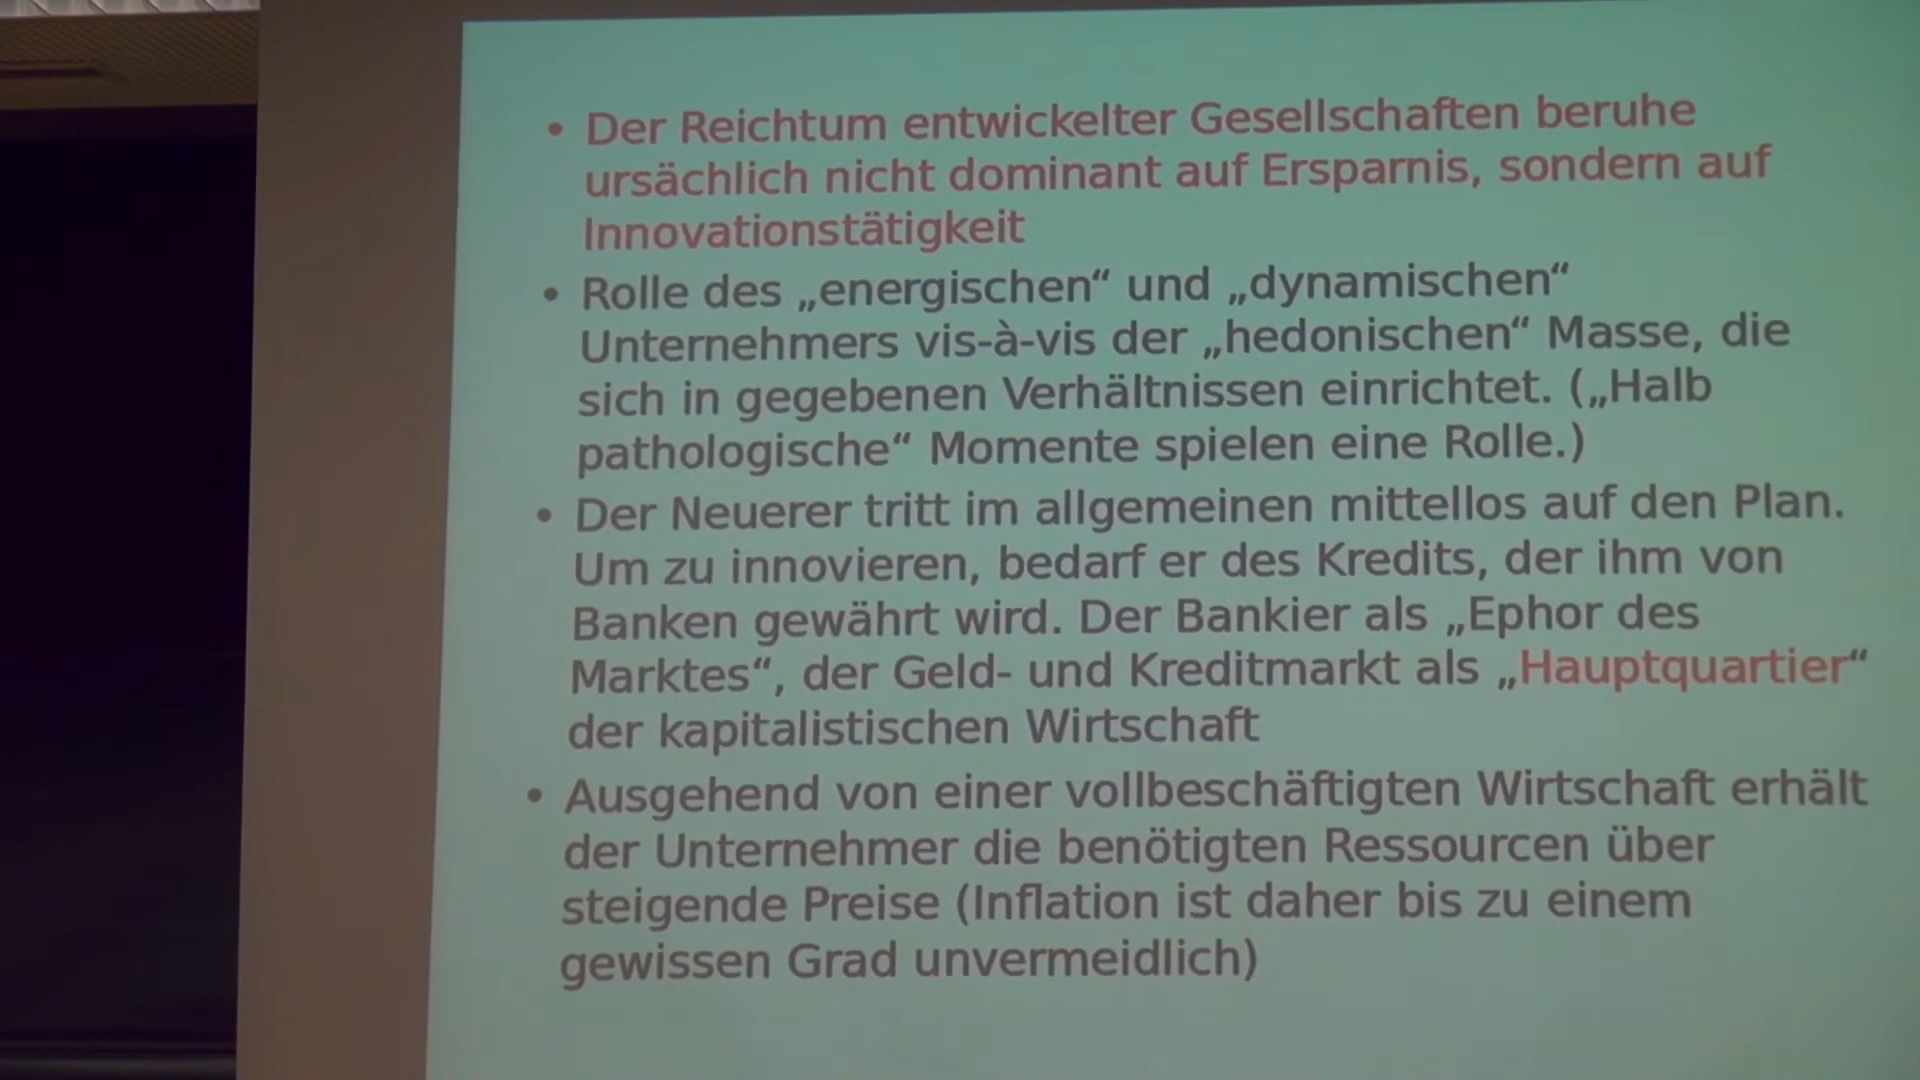 • Der Reichtum entwickelter Gesellschaften beruhe
ursächlich nicht dominant auf Ersparnis, sondern auf
Innovationstätigkeit
• Rolle des „energischen“ und „dynamischen“
Unternehmers vis-à-vis der „hedonischen“ Masse, die
sich in gegebenen Verhältnissen einrichtet. („Halb
pathologische“ Momente spielen eine Rolle.)
• Der Neuerer tritt im allgemeinen mittellos auf den Plan.
Um zu innovieren, bedarf er des Kredits, der ihm von
Banken gewährt wird. Der Bankier als „Ephor des
Marktes“, der Geld- und Kreditmarkt als „Hauptquartier“
der kapitalistischen Wirtschaft
• Ausgehend von einer vollbeschäftigten Wirtschaft erhält
der Unternehmer die benötigten Ressourcen über
steigende Preise (Inflation ist daher bis zu einem
gewissen Grad unvermeidlich)